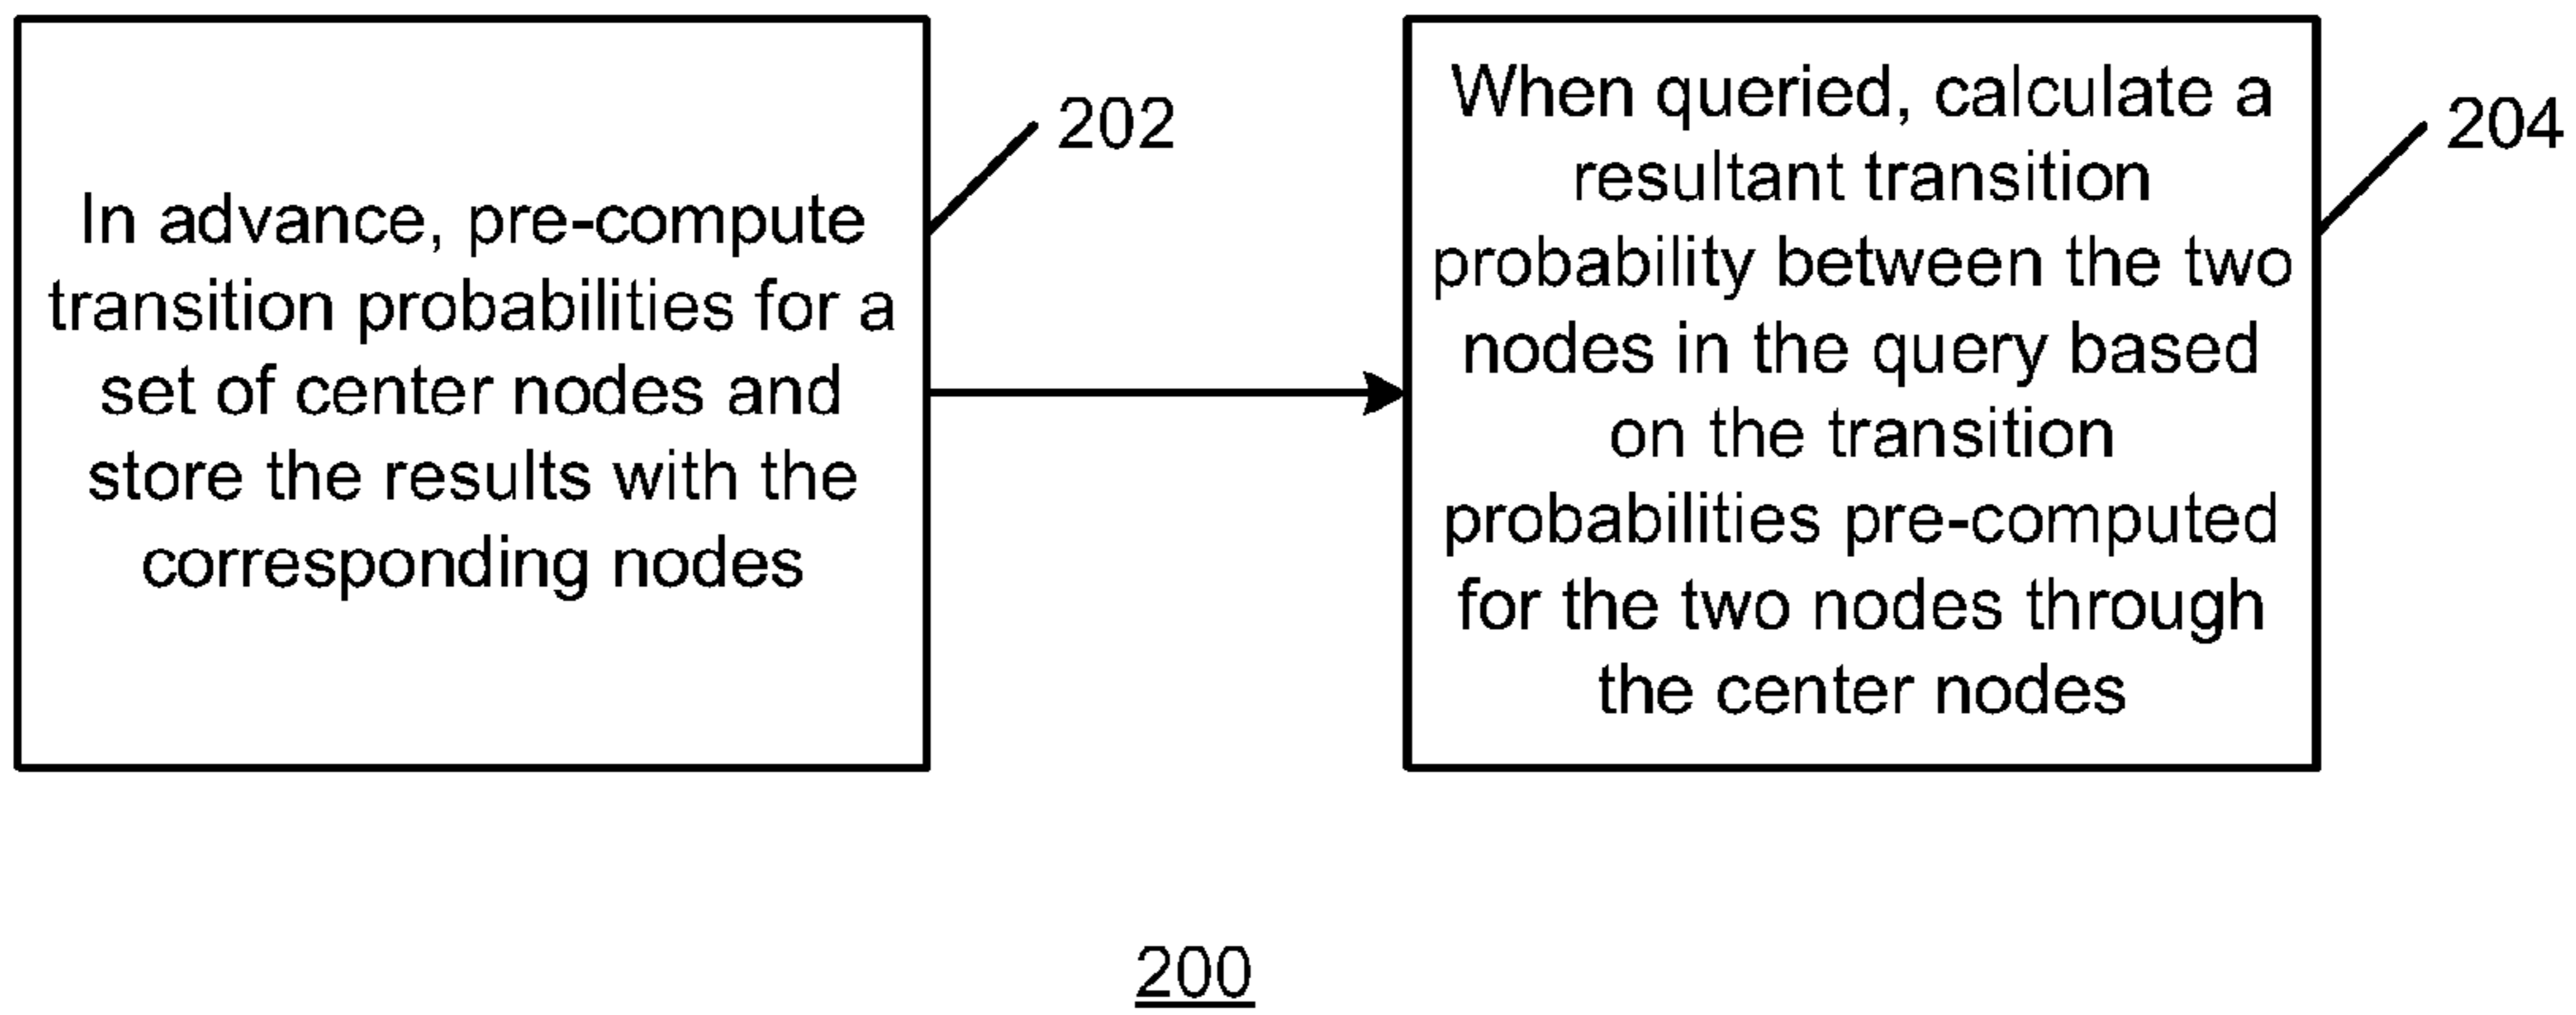 In advance, pre-compute
transition probabilities for a
set of center nodes and
store the results with the
corresponding nodes
202
When queried, calculate a
resultant transition
probability between the two
nodes in the query based
on the transition
probabilities pre-computed
for the two nodes through
the center nodes
204
200